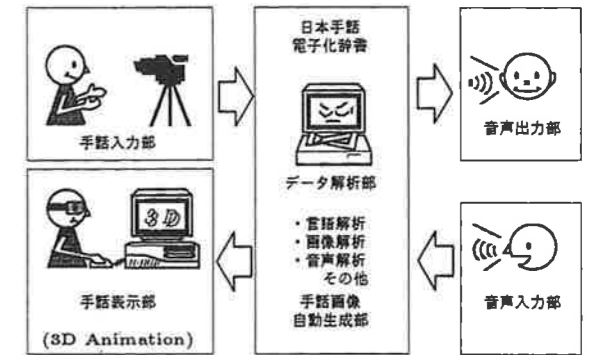 手話入力部
日本手話
電子化辞書
データ解析部
・言語解析
・画像解析
・音声解析
その他
手話画像
自動生成部
音声出力部
3D
手話表示部
(3D Animation)
音声入力部